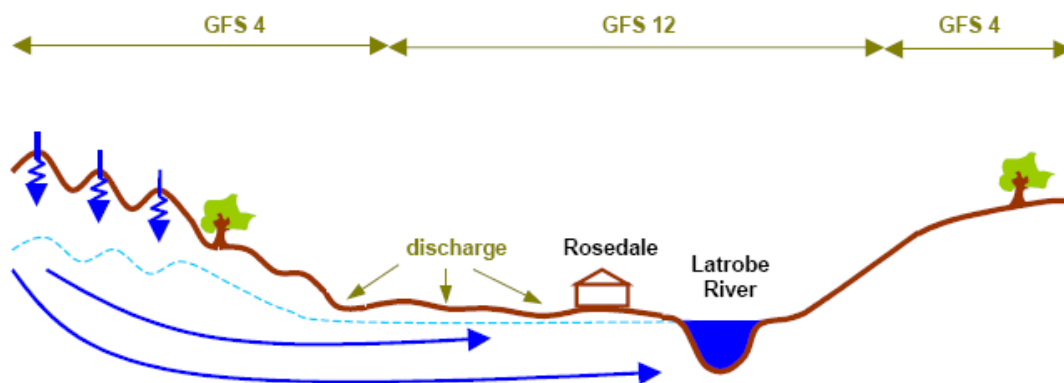 GFS 4
GFS 12
GFS 4
discharge
Rosedale
Latrobe
River